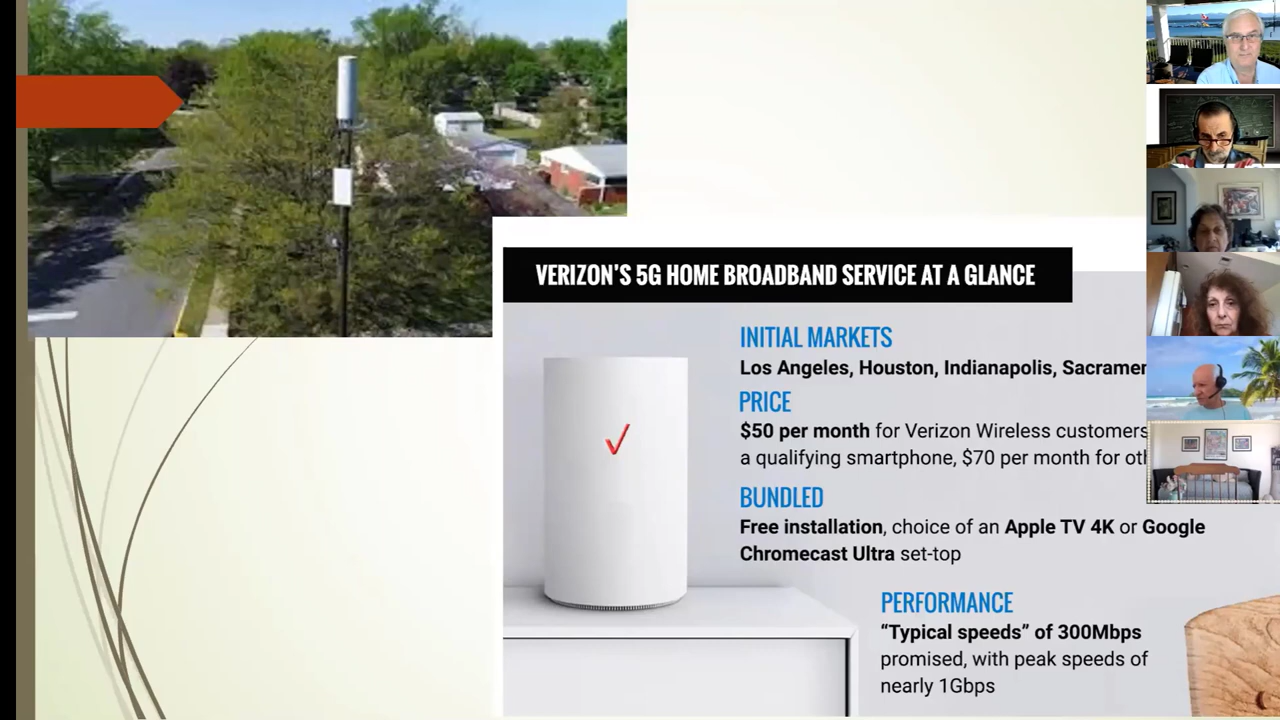 VERIZON'S 5G HOME BROADBAND SERVICE AT A GLANCE
INITIAL MARKETS
Los Angeles, Houston, Indianapolis,
PRICE
$50 per month for Verizon Wireless customers
a qualifying smartphone, $70 per month for
BUNDLED
Free installation, choice of an Apple TV 4K or Google
Chromecast Ultra set-top
PERFORMANCE
“Typical speeds” of 300Mbps
promised, with peak speeds of
nearly 1Gbps